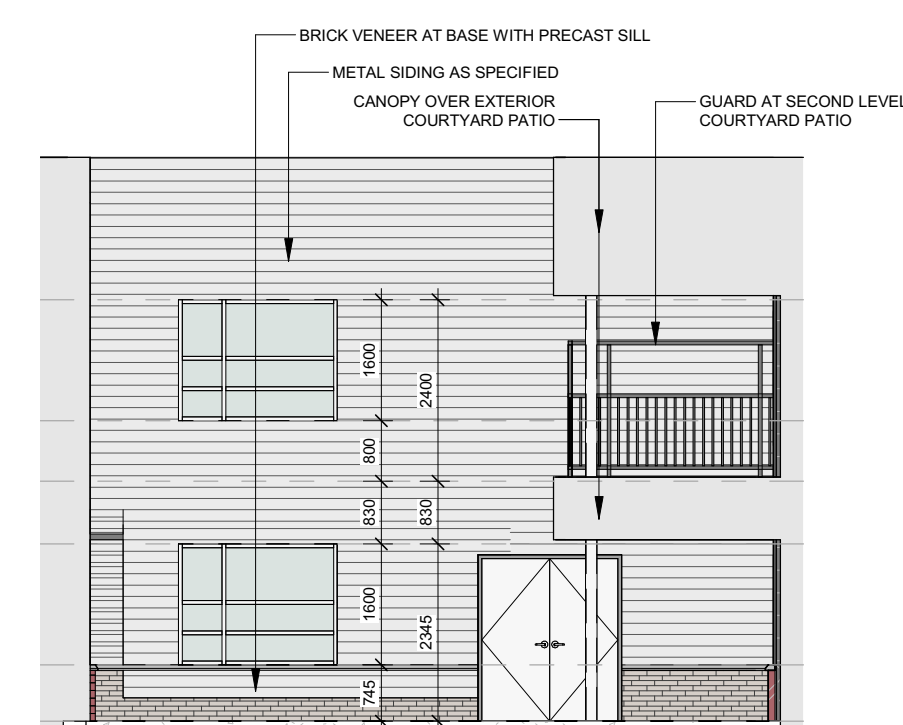 BRICK VENEER AT BASE WITH PRECAST SILL
METAL SIDING AS SPECIFIED
CANOPY OVER EXTERIOR
COURTYARD PATIO
GUARD AT SECOND LEVEL
COURTYARD PATIO
1600
2400
800
830
830
1600
2345
745